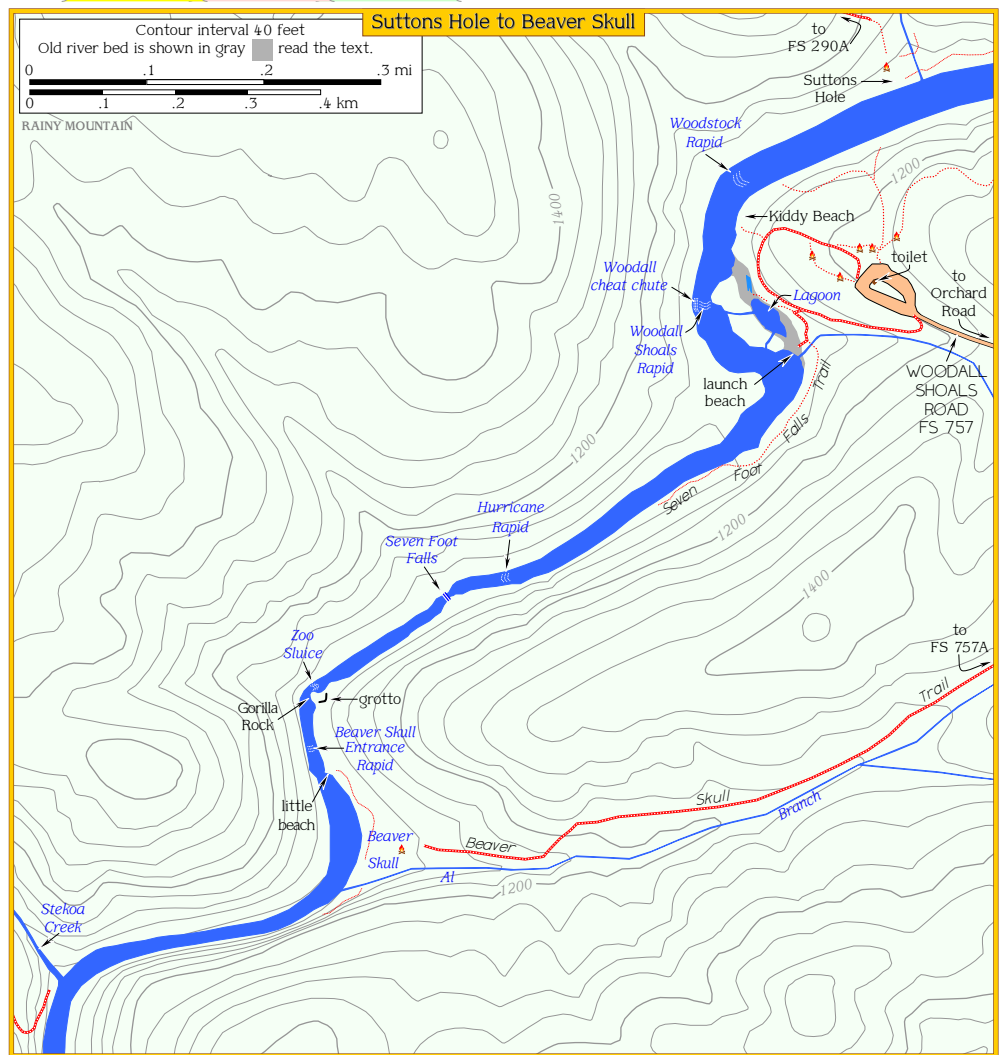 Suttons Hole to Beaver Skull
Contour interval 40 feet
Old river bed is shown in gray read the text.
0 .1 .2 .3 mi
0 .1 .2 .3 .4 km
RAINY MOUNTAIN
to
FS 290A
Suttons
Hole
Woodstock
Rapid
1200
1400
Kiddy Beach
toilet
to
Orchard
Road
Woodall
cheat chute
Lagoon
Woodall
Shoals
Rapid
launch
beach
WOODALL
SHOALS
ROAD
FS 757
Seven Foot Falls Trail
1200
1200
Hurricane
Rapid
Seven Foot
Falls
1400
Zoo
Sluice
to
FS 757A
Gorilla
Rock
grotto
Beaver Skull
Entrance
Rapid
little
beach
Beaver Skull Trail
Beaver
Skull
Al Branch
1200
Stekoa
Creek